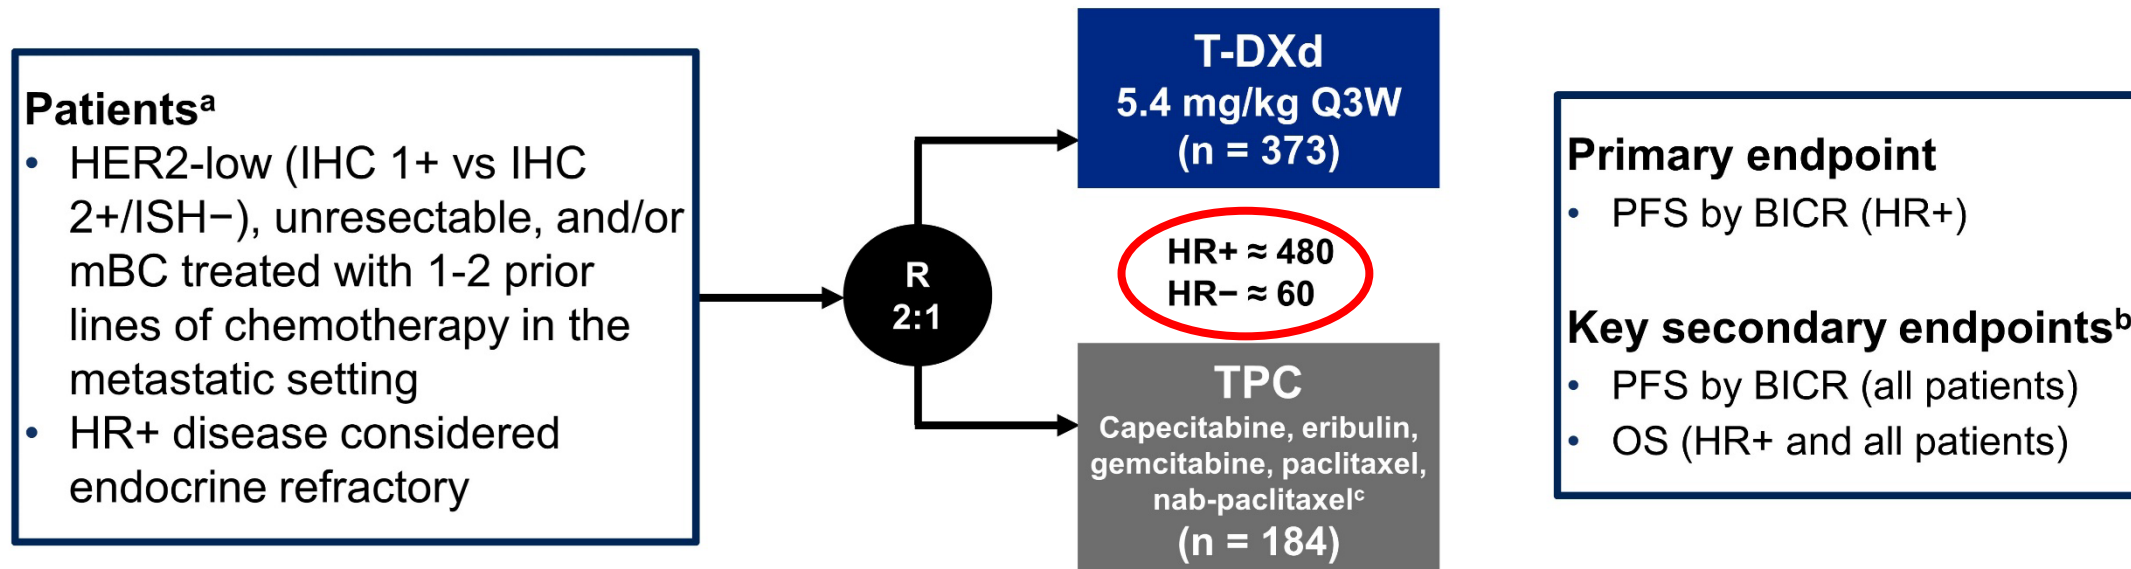 Patientsᵃ
• HER2-low (IHC 1+ vs IHC
2+/ISH−), unresectable, and/or
mBC treated with 1-2 prior
lines of chemotherapy in the
metastatic setting
• HR+ disease considered
endocrine refractory
R
2:1
T-DXd
5.4 mg/kg Q3W
(n = 373)
HR+ ≈ 480
HR− ≈ 60
TPC
Capecitabine, eribulin,
gemcitabine, paclitaxel,
nab-paclitaxelᶜ
(n = 184)
Primary endpoint
• PFS by BICR (HR+)
Key secondary endpointsᵇ
• PFS by BICR (all patients)
• OS (HR+ and all patients)